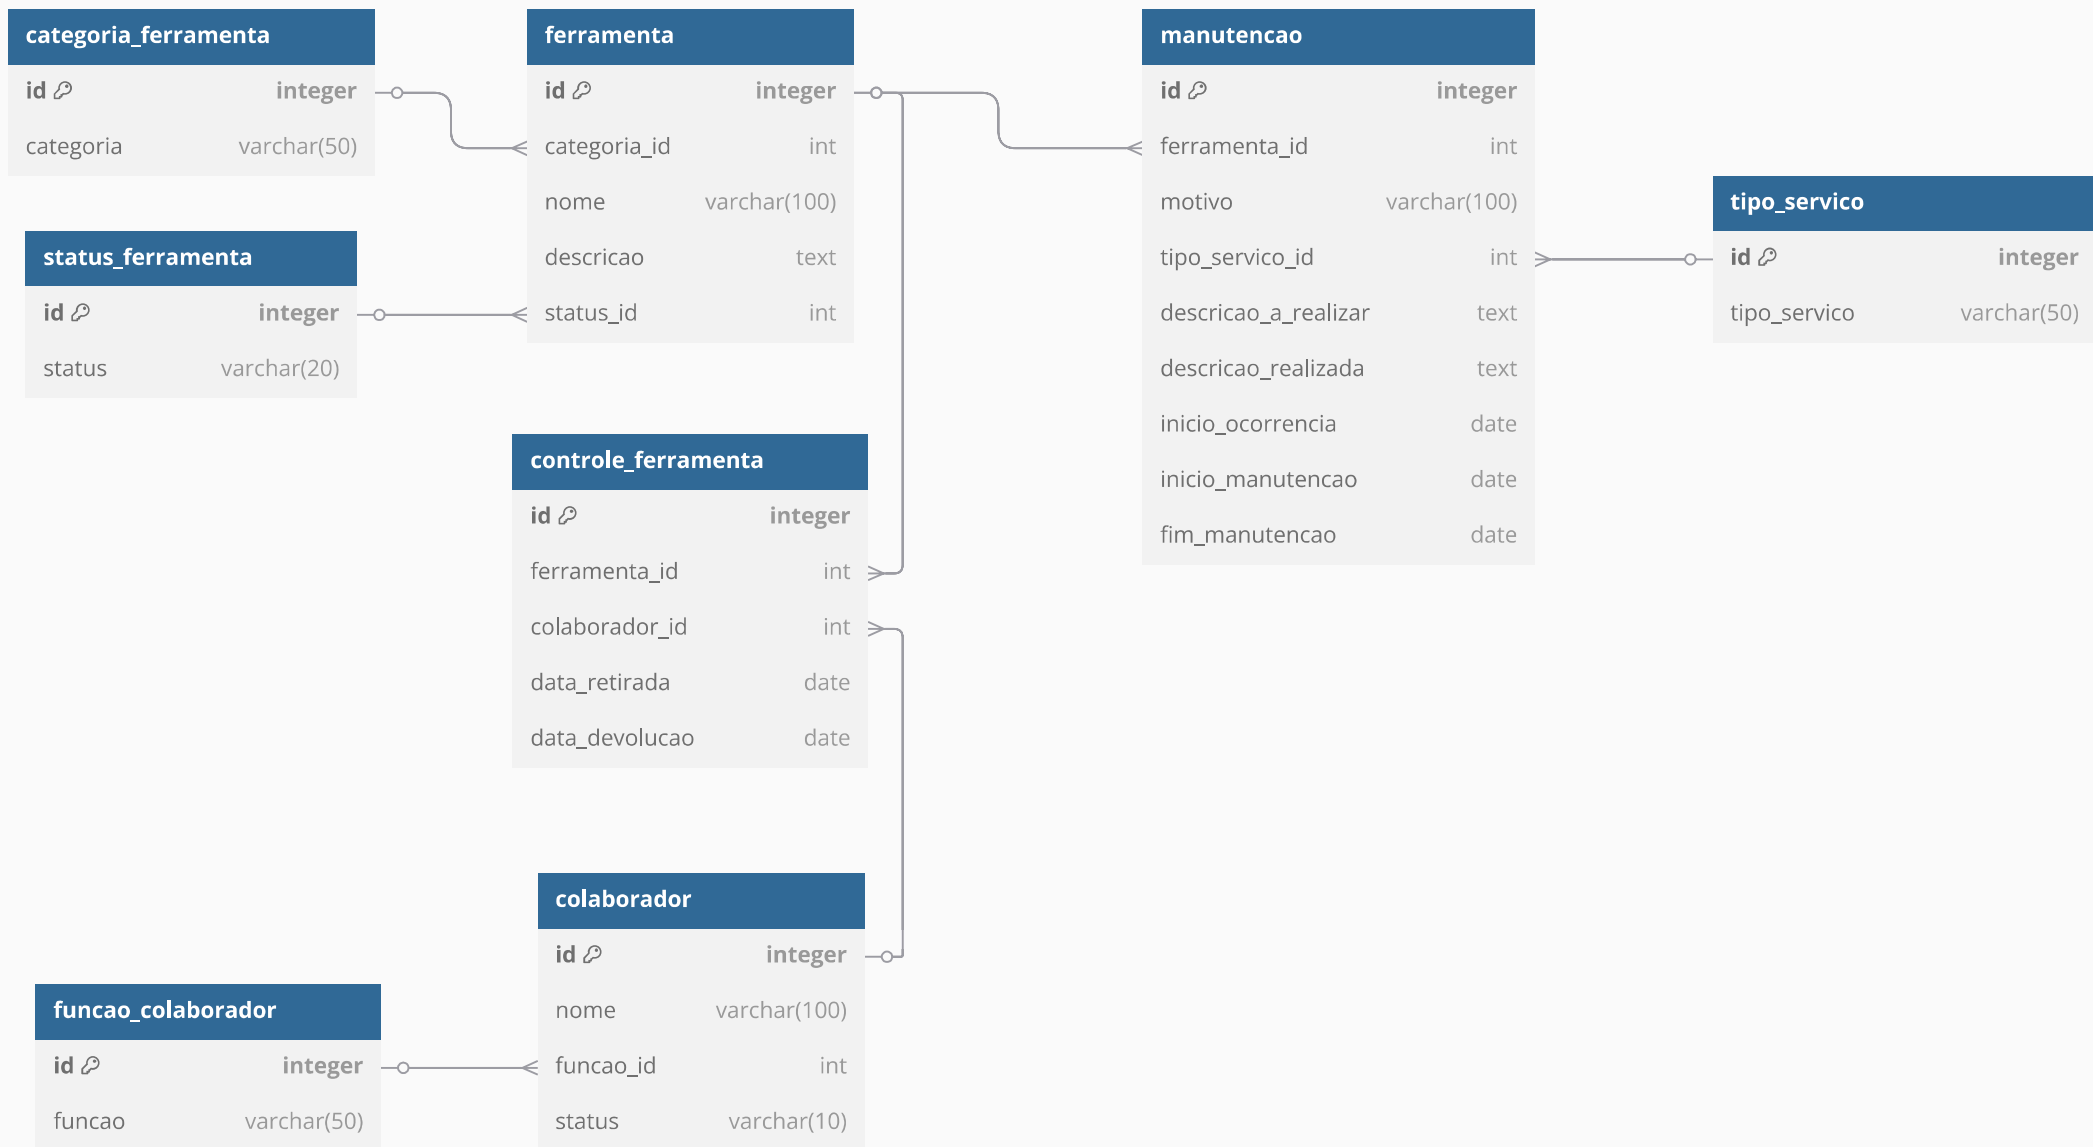 categoria_ferramenta
id integer
categoria varchar(50)
status_ferramenta
id integer
status varchar(20)
ferramenta
id integer
categoria_id int
nome varchar(100)
descricao text
status_id int
controle_ferramenta
id integer
ferramenta_id int
colaborador_id int
data_retirada date
data_devolucao date
manutencao
id integer
ferramenta_id int
motivo varchar(100)
tipo_servico_id int
descricao_a_realizar text
descricao_realizada text
inicio_ocorrencia date
inicio_manutencao date
fim_manutencao date
tipo_servico
id integer
tipo_servico varchar(50)
colaborador
id integer
nome varchar(100)
funcao_id int
status varchar(10)
funcao_colaborador
id integer
funcao varchar(50)